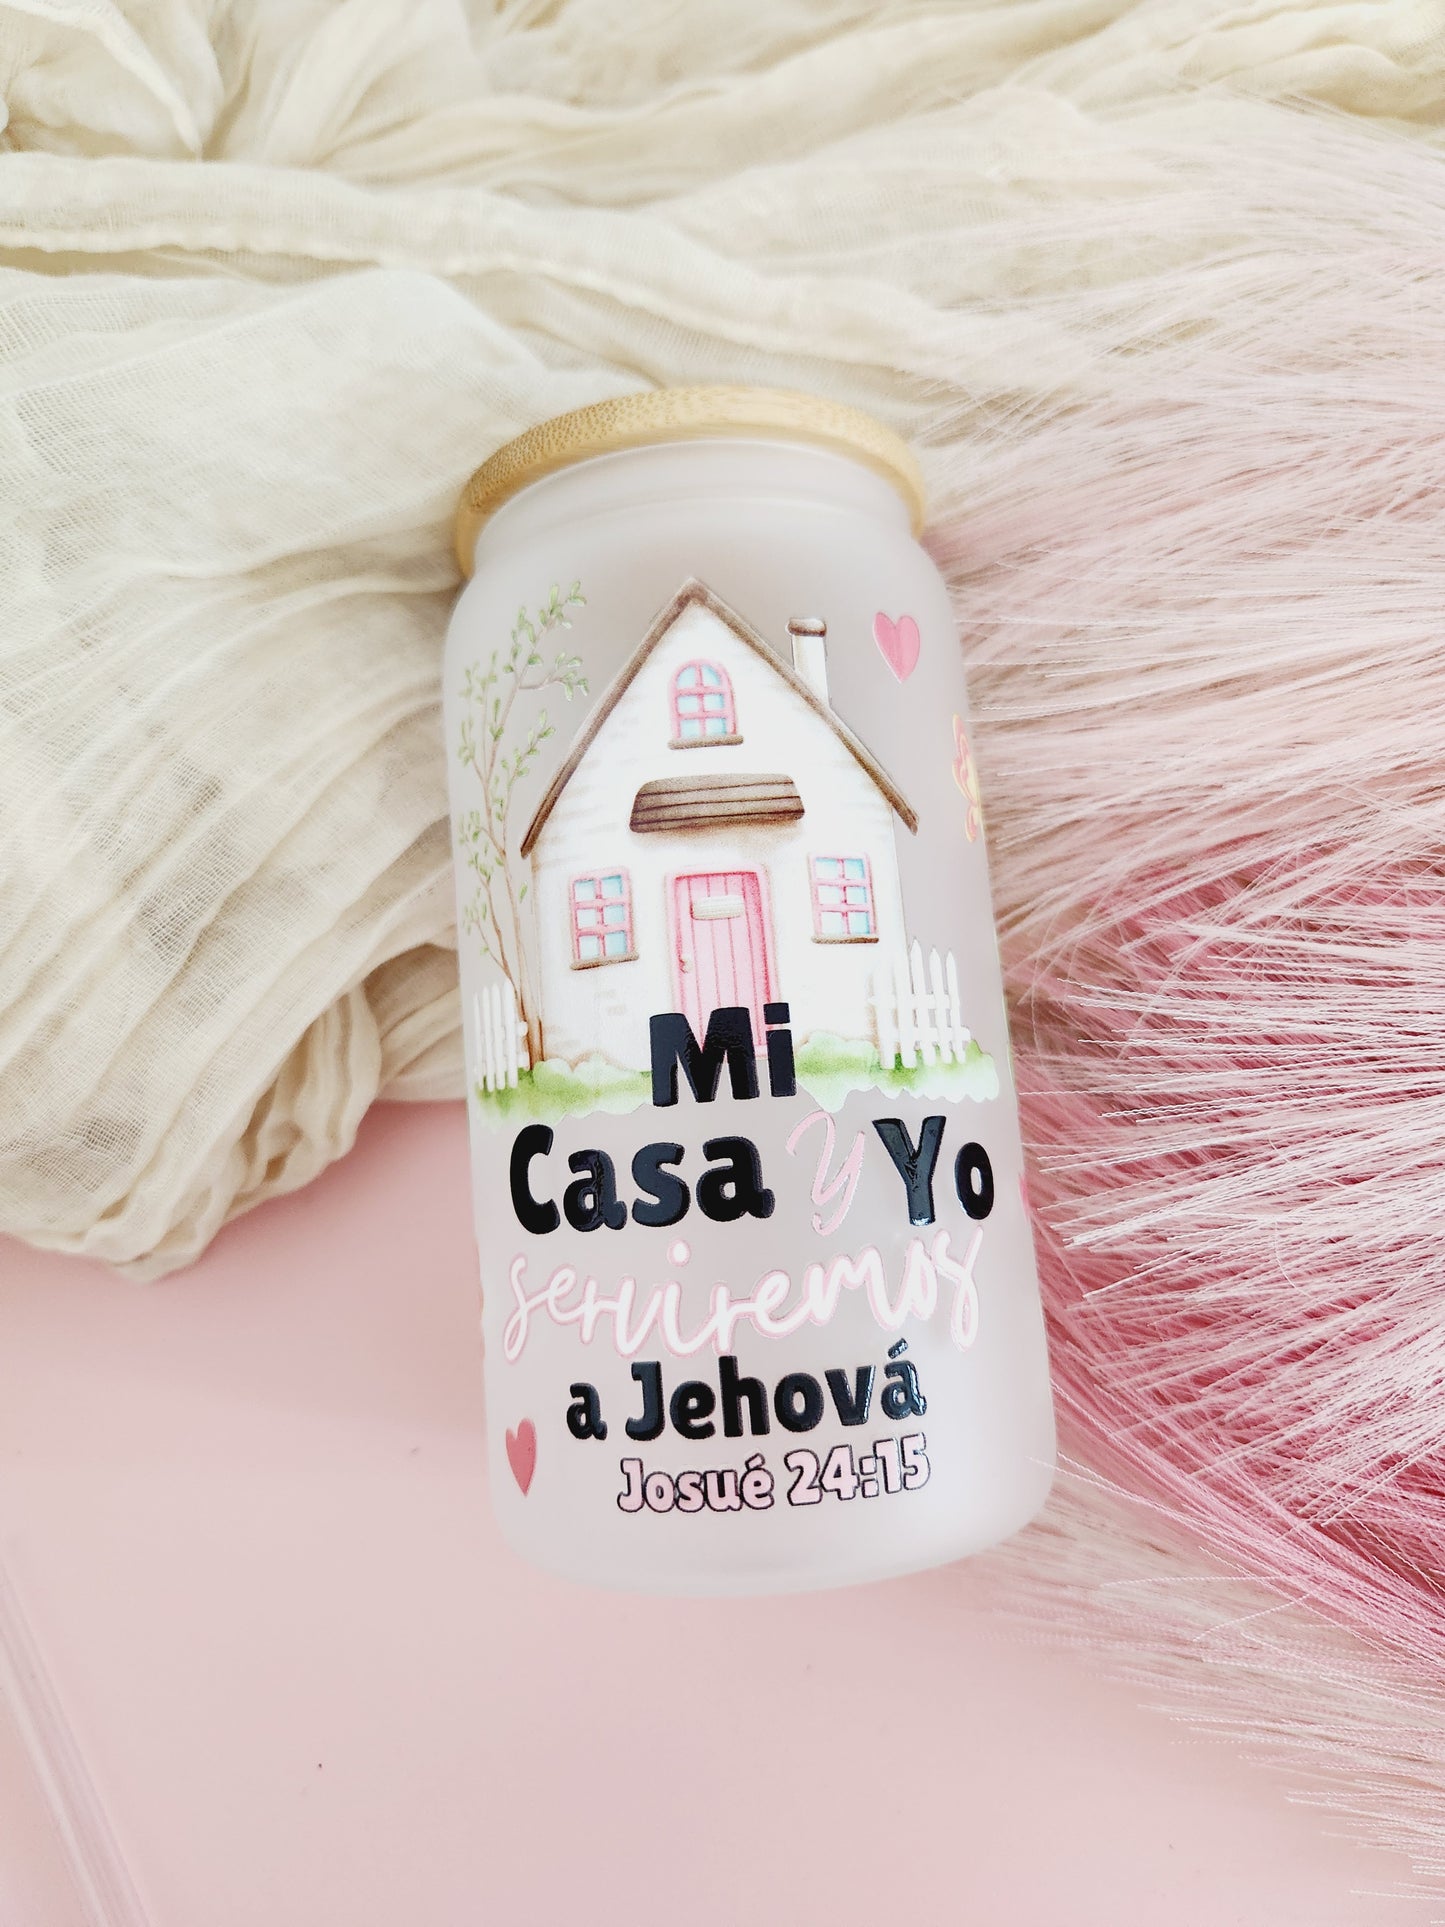 Mi
Casa y Yo
serviremos
a Jehová
Josué 24:15